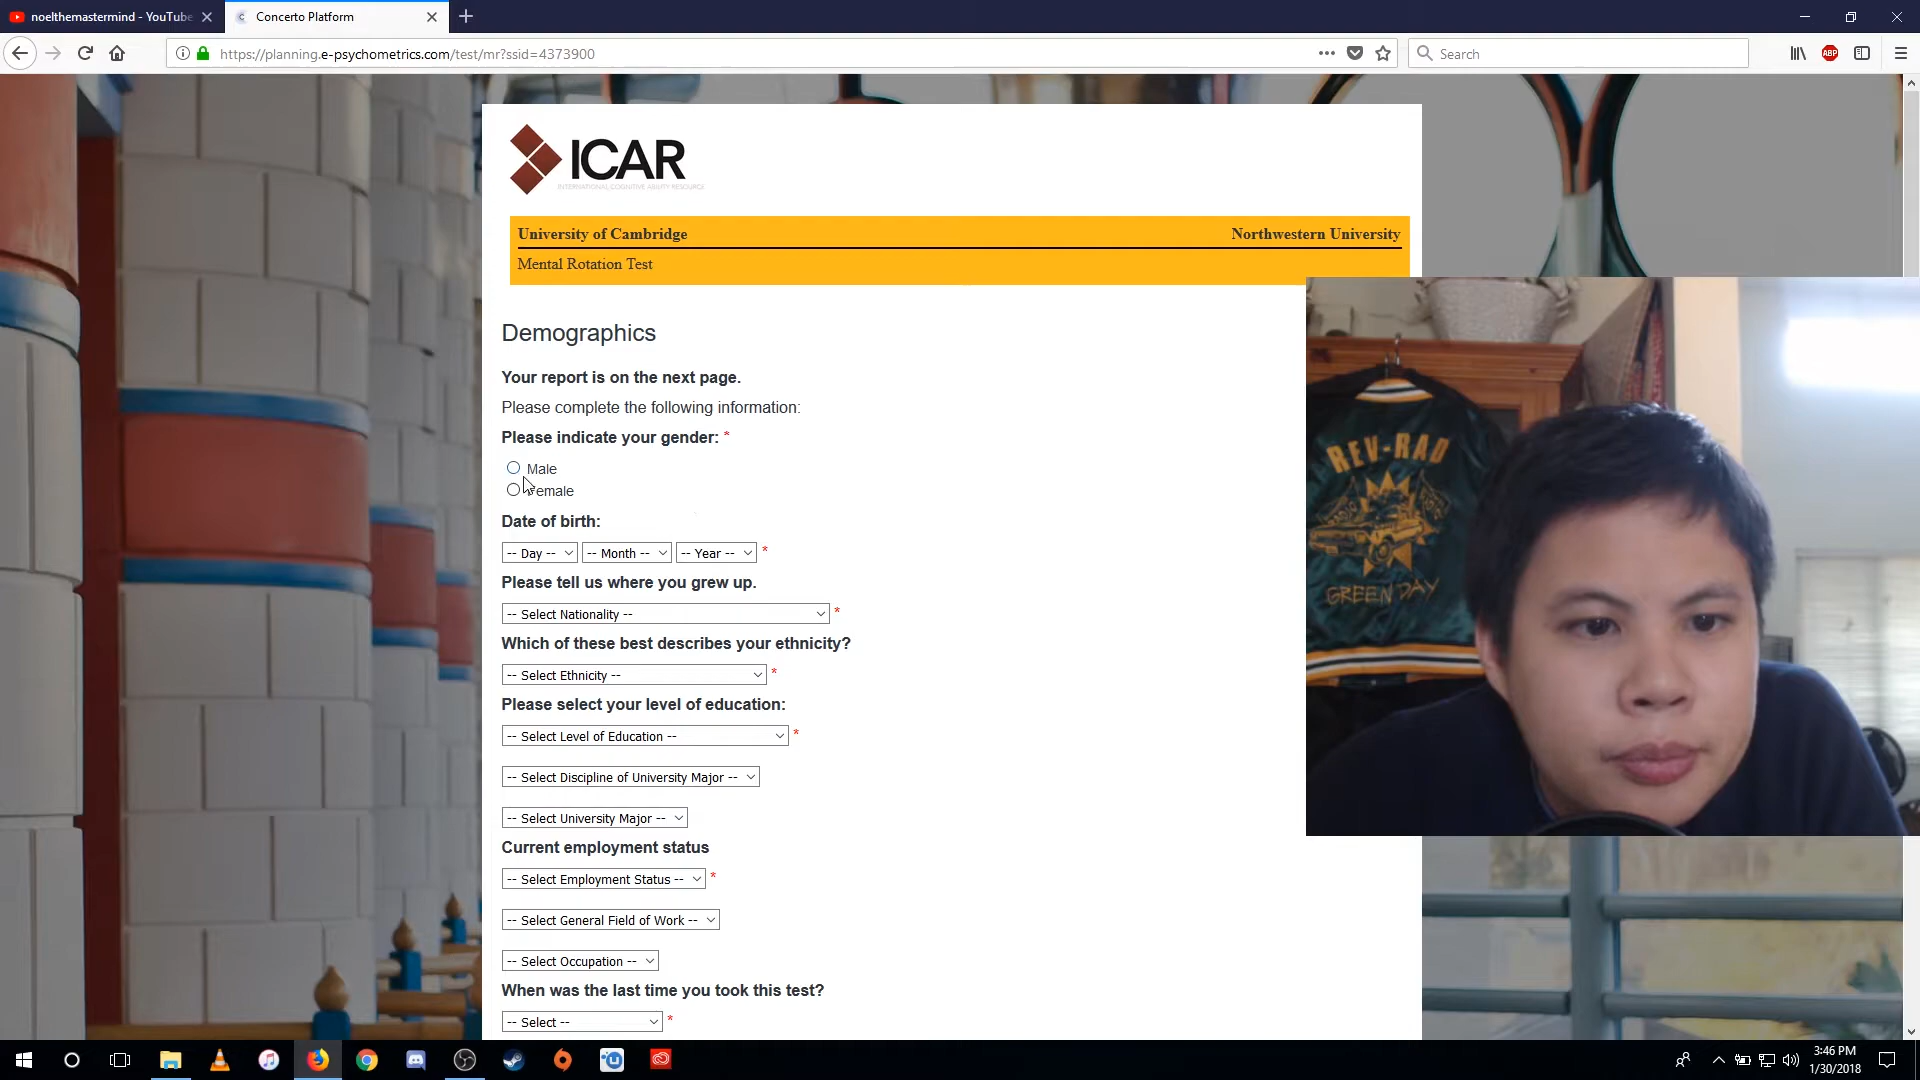 noelthemastermind - YouTube
Concerto Platform
https://planning.e-psychometrics.com/test/mr?ssid=4373900
Search
ABP
ICAR
INTERNATIONAL COGNITIVE ABILITY RESOURCE
University of Cambridge
Northwestern University
Mental Rotation Test
Demographics
Your report is on the next page.
Please complete the following information:
Please indicate your gender: *
Male
Female
Date of birth:
-- Day -- -- Month -- -- Year -- *
Please tell us where you grew up.
-- Select Nationality -- *
Which of these best describes your ethnicity?
-- Select Ethnicity -- *
Please select your level of education:
-- Select Level of Education -- *
-- Select Discipline of University Major --
-- Select University Major --
Current employment status
-- Select Employment Status -- *
-- Select General Field of Work --
-- Select Occupation --
When was the last time you took this test?
-- Select -- *
REV-RAD
GREEN DAY
3:46 PM
1/30/2018